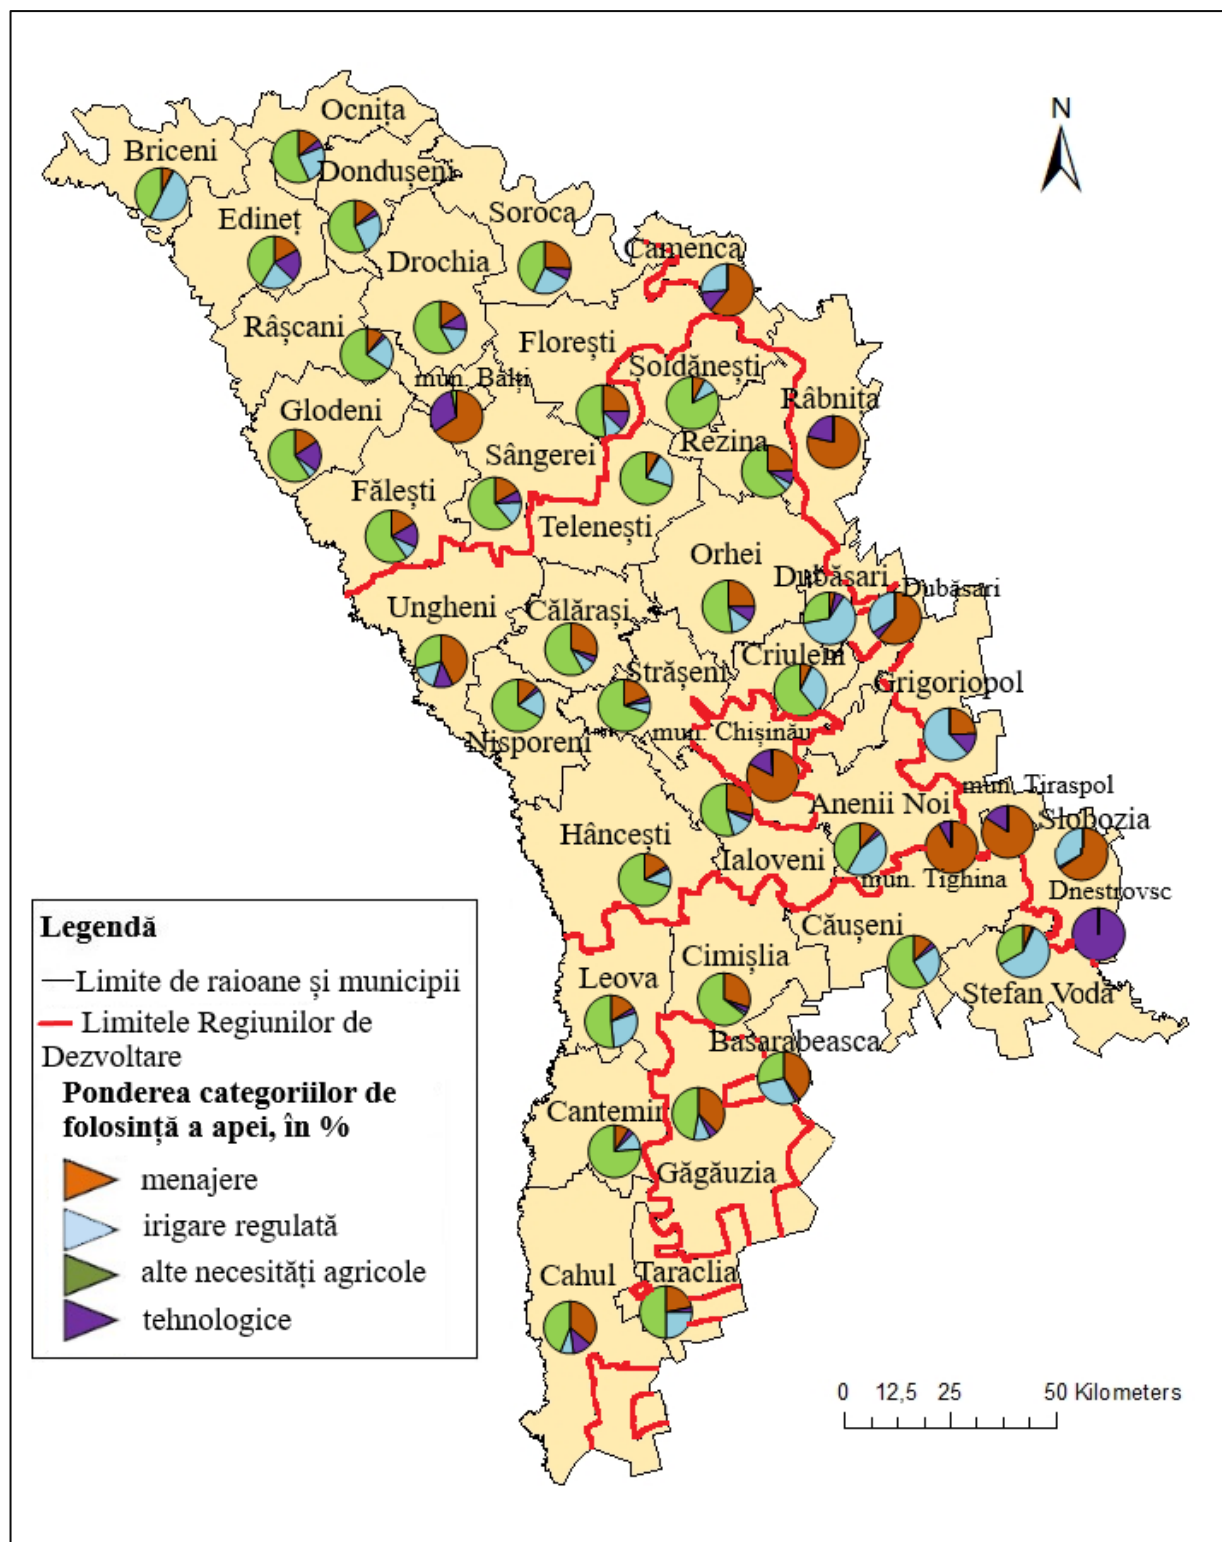 Ocnița
N
Briceni
Dondușeni
Edineț
Soroca
Camenca
Drochia
Râșcani
Florești
Șoldănești
mun. Bălți
Râbnița
Glodeni
Rezina
Sângerei
Fălești
Telenești
Orhei
Dubăsari
Dubăsari
Ungheni
Călărași
Criuleni
Strășeni
Grigoriopol
Nisporeni
mun. Chișinău
mun. Tiraspol
Anenii Noi
Slobozia
Hâncești
Ialoveni
mun. Tighina
Dnestrovsc
Căușeni
Cimișlia
Leova
Stefan Vodă
Basarabeasca
Cantemir
Găgăuzia
Cahul
Taraclia
Legendă
Limite de raioane și municipii
Limitele Regiunilor de
Dezvoltare
Ponderea categoriilor de
folosință a apei, în %
menajere
irigare regulată
alte necesități agricole
tehnologice
0 12,5 25 50 Kilometers